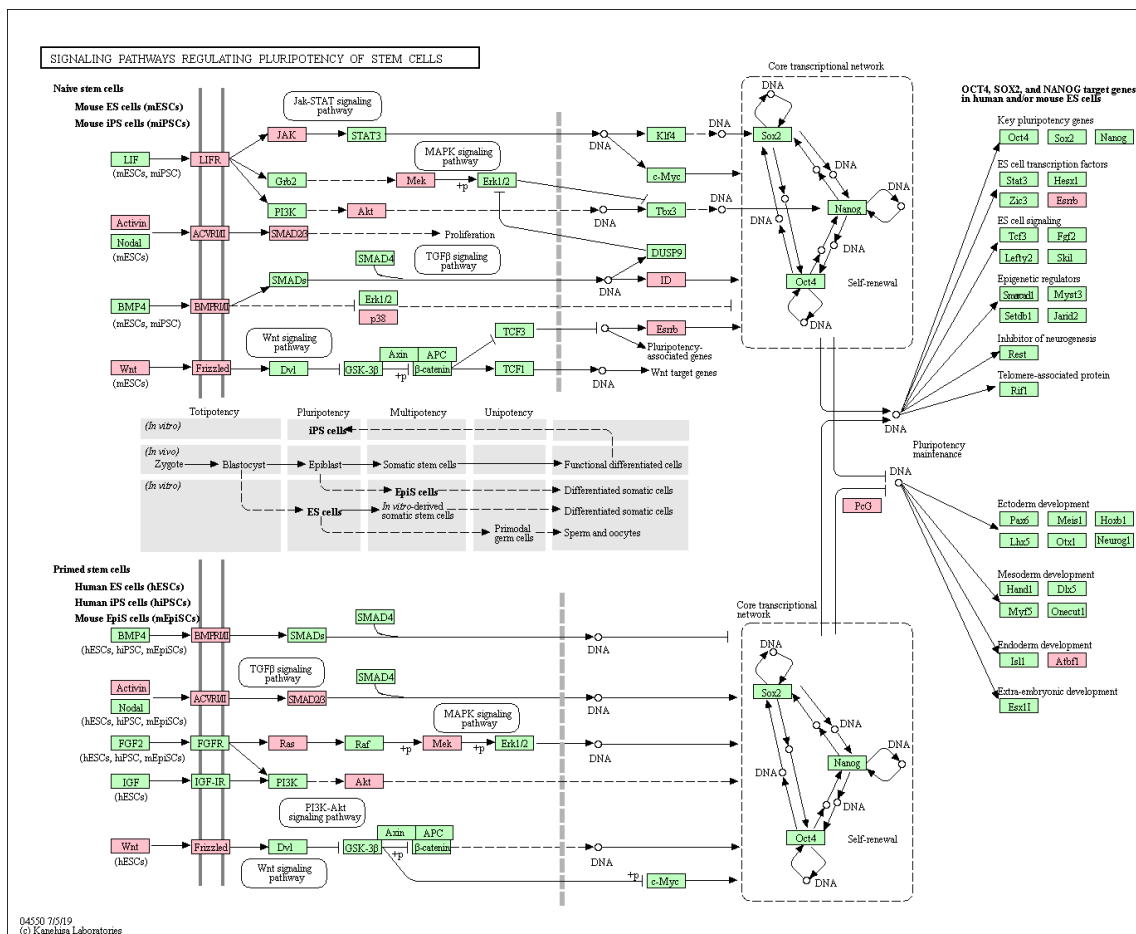 SIGNALING PATHWAYS REGULATING PLURIPOTENCY OF STEM CELLS
Naive stem cells
Mouse ES cells (mESCs)
Mouse iPS cells (miPSCs)
Jak-STAT signaling
pathway
JAK
STAT3
LIF
(mESCs, miPSC)
LIFR
MAPK signaling
pathway
Grb2
Mek
+p
Erk1/2
PI3K
Akt
DNA
Klf4
DNA
c-Myc
DNA
Tbx3
DNA
Activin
Nodal
(mESCs)
ACVRI/II
SMAD2/3
Proliferation
SMAD4
TGFβ signaling
pathway
DUSP9
SMADs
DNA
ID
BMP4
(mESCs, miPSC)
BMPRI/II
Erk1/2
p38
Wnt signaling
pathway
TCF3
DNA
Esrrb
Pluripotency-
associated genes
Wnt
(mESCs)
Frizzled
Dvl
GSK-3β
Axin
APC
+p
β-catenin
TCF1
DNA
Wnt target genes
Core transcriptional network
DNA
Sox2
DNA
Nanog
DNA
DNA
Oct4
Self-renewal
DNA
OCT4, SOX2, and NANOG target genes
in human and/or mouse ES cells
Key pluripotency genes
Oct4 Sox2 Nanog
ES cell transcription factors
Stat3 Hesx1
Zic3 Esrrb
ES cell signaling
Tcf3 Fgf2
Lefty2 Skil
Epigenetic regulators
Smarcad1 Myst3
Setdb1 Jarid2
Inhibitor of neurogenesis
Rest
Telomere-associated protein
Rif1
DNA
Pluripotency
maintenance
DNA
PcG
Totipotency Pluripotency Multipotency Unipotency
(In vitro)
iPS cells
(In vivo)
Zygote Blastocyst Epiblast Somatic stem cells Functional differentiated cells
(In vitro)
EpiS cells Differentiated somatic cells
ES cells In vitro-derived
somatic stem cells Differentiated somatic cells
Primodal
germ cells Sperm and oocytes
Ectoderm development
Pax6 Meis1 Hoxb1
Lhx5 Otx1 Neurog1
Mesoderm development
Hand1 Dlx5
Myf5 Onecut1
Endoderm development
Isl1 Atbf1
Extra-embryonic development
Esx1l
Primed stem cells
Human ES cells (hESCs)
Human iPS cells (hiPSCs)
Mouse EpiS cells (mEpiSCs)
BMP4
(hESCs, hiPSC, mEpiSCs)
BMPRI/II
SMADs
SMAD4
DNA
TGFβ signaling
pathway
Activin
Nodal
(hESCs, hiPSC, mEpiSCs)
ACVRI/II
SMAD2/3
SMAD4
DNA
MAPK signaling
pathway
FGF2
(hESCs, hiPSC, mEpiSCs)
FGFR
Ras
Raf
+p
Mek
+p
Erk1/2
DNA
IGF
(hESCs)
IGF-IR
PI3K
Akt
PI3K-Akt
signaling pathway
Wnt
(hESCs)
Frizzled
Dvl
GSK-3β
Axin
APC
+p
β-catenin
DNA
Wnt signaling
pathway
+p
c-Myc
Core transcriptional
network
DNA
Sox2
DNA
Nanog
DNA
DNA
Oct4
Self-renewal
DNA
04550 7/5/19
(c) Kanehisa Laboratories